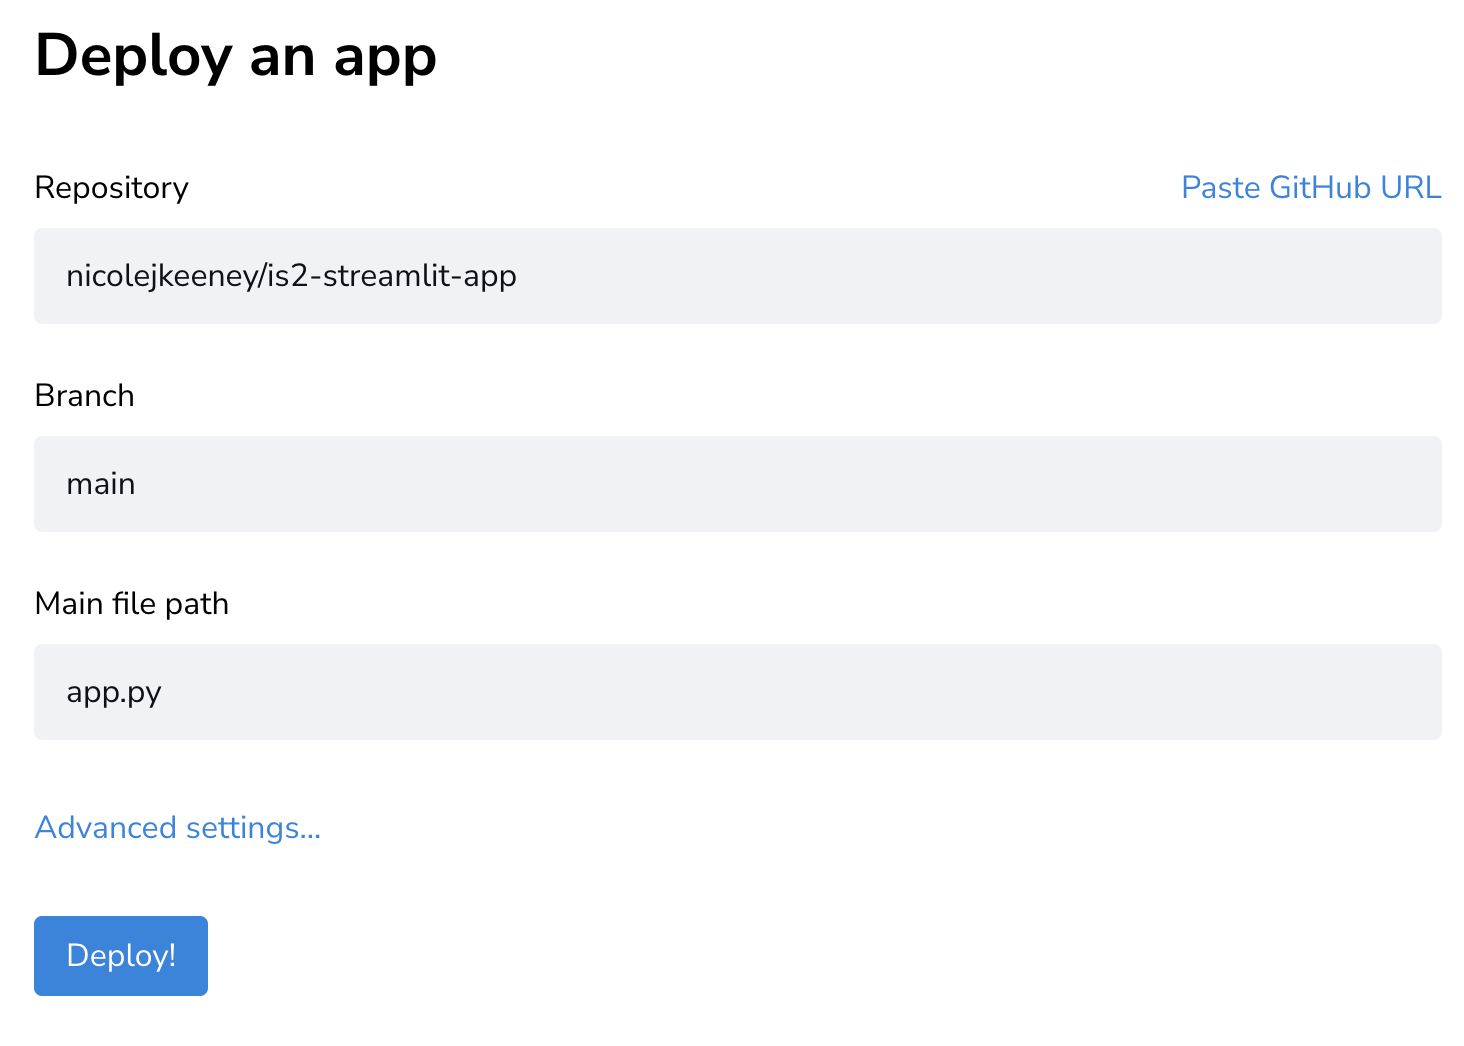 Deploy an app
Repository
Paste GitHub URL
nicolejkeeney/is2-streamlit-app
Branch
main
Main file path
app.py
Advanced settings...
Deploy!